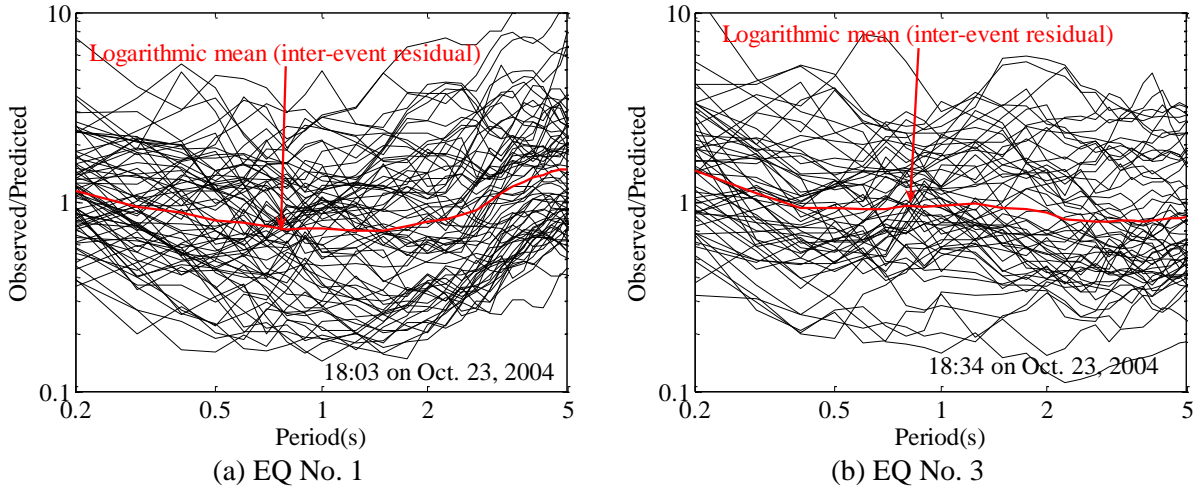 10
Logarithmic mean (inter-event residual)
Observed/Predicted
1
18:03 on Oct. 23, 2004
0.1
0.2 0.5 1 2 5
Period(s)
(a) EQ No. 1
10
Logarithmic mean (inter-event residual)
Observed/Predicted
1
18:34 on Oct. 23, 2004
0.1
0.2 0.5 1 2 5
Period(s)
(b) EQ No. 3